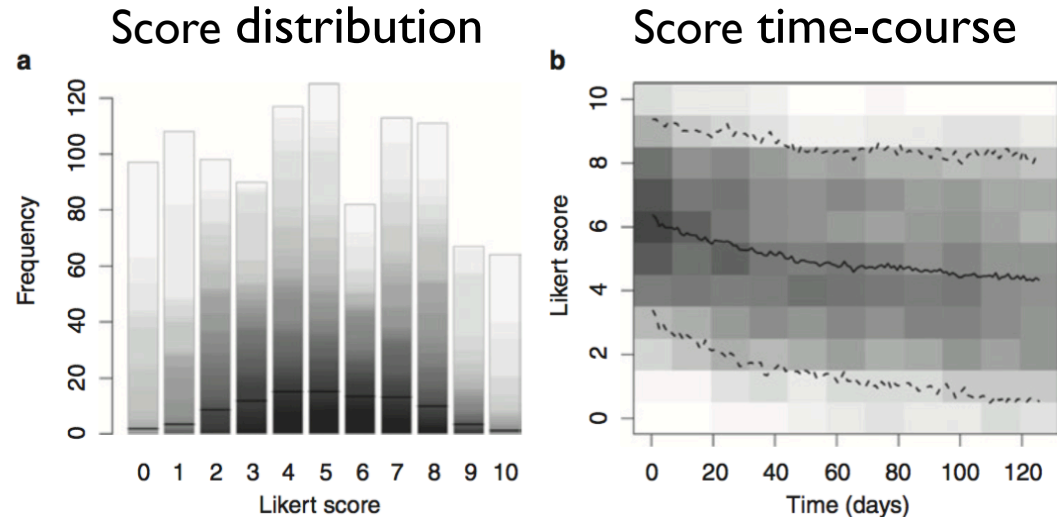 Score distribution
Score time-course
a
b
120
100
80
60
40
20
0
Frequency
0 1 2 3 4 5 6 7 8 9 10
Likert score
10
8
6
4
2
0
Likert score
0 20 40 60 80 100 120
Time (days)